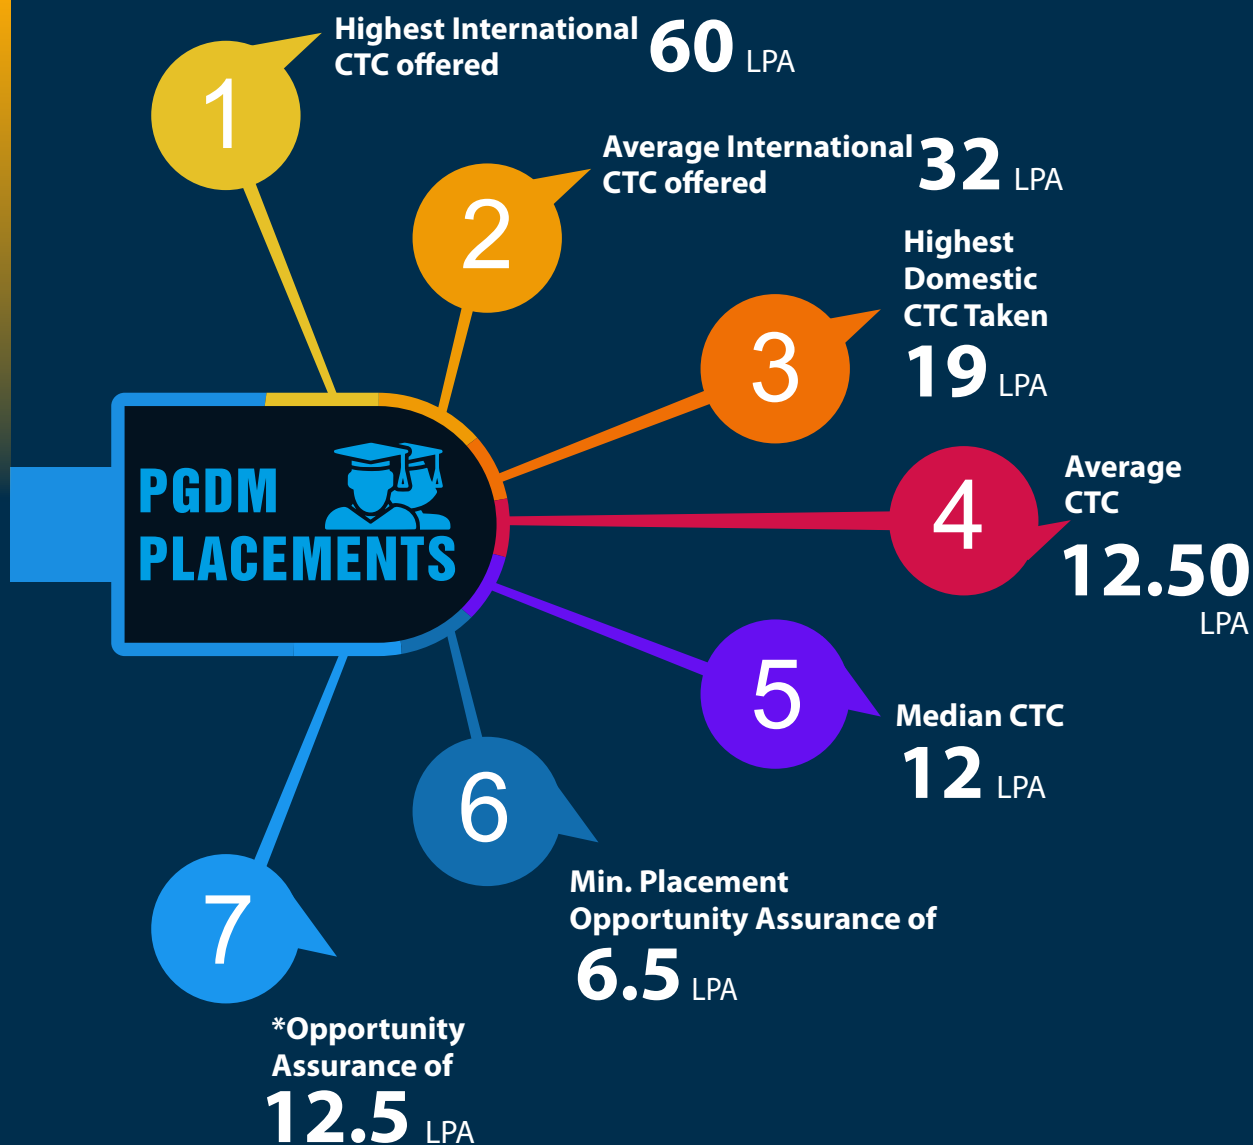 1
Highest International
CTC offered
60 LPA
2
Average International
CTC offered
32 LPA
3
Highest
Domestic
CTC Taken
19 LPA
PGDM
PLACEMENTS
4
Average
CTC
12.50
LPA
5
Median CTC
12 LPA
6
Min. Placement
Opportunity Assurance of
6.5 LPA
7
*Opportunity
Assurance of
12.5 LPA